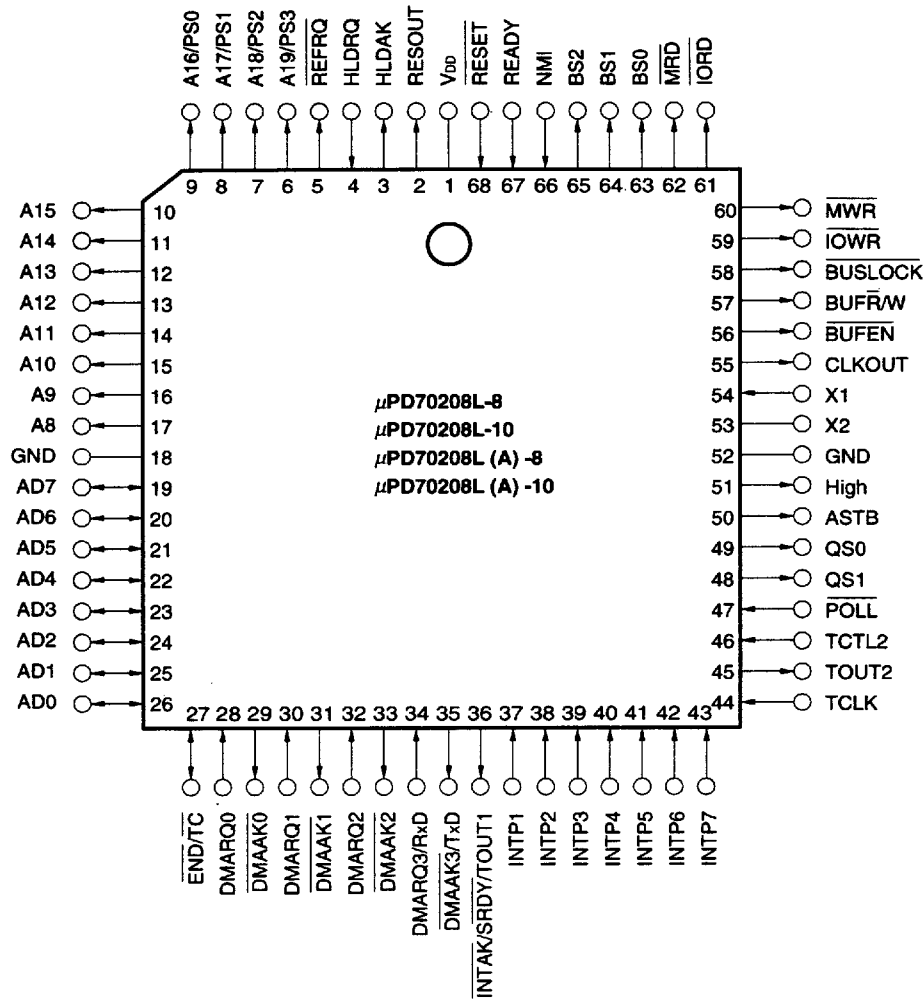 A16/PS0
A17/PS1
A18/PS2
A19/PS3
REFRQ
HLDRQ
HLDAK
RESOUT
VDD
RESET
READY
NMI
BS2
BS1
BS0
MRD
IORD
9 8 7 6 5 4 3 2 1 68 67 66 65 64 63 62 61
A15 10
A14 11
A13 12
A12 13
A11 14
A10 15
A9 16
A8 17
GND 18
AD7 19
AD6 20
AD5 21
AD4 22
AD3 23
AD2 24
AD1 25
AD0 26
μPD70208L-8
μPD70208L-10
μPD70208L (A) -8
μPD70208L (A) -10
60 MWR
59 IOWR
58 BUSLOCK
57 BUFR/W
56 BUFEN
55 CLKOUT
54 X1
53 X2
52 GND
51 High
50 ASTB
49 QS0
48 QS1
47 POLL
46 TCTL2
45 TOUT2
44 TCLK
27 28 29 30 31 32 33 34 35 36 37 38 39 40 41 42 43
END/TC
DMARQ0
DMAAK0
DMARQ1
DMAAK1
DMARQ2
DMAAK2
DMARQ3/RxD
DMAAK3/TxD
INTAK/SRDY/TOUT1
INTP1
INTP2
INTP3
INTP4
INTP5
INTP6
INTP7